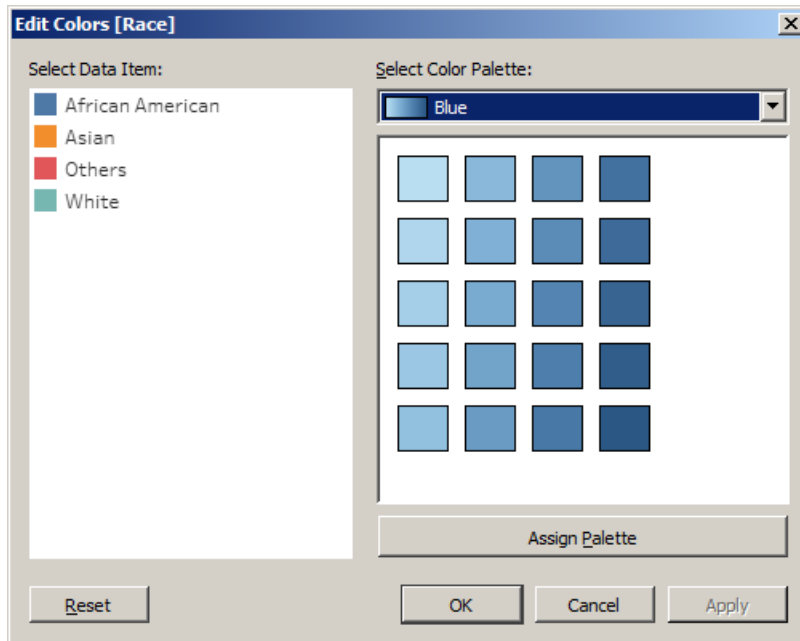 Edit Colors [Race]
Select Data Item:
African American
Asian
Others
White
Select Color Palette:
Blue
Assign Palette
Reset
OK
Cancel
Apply